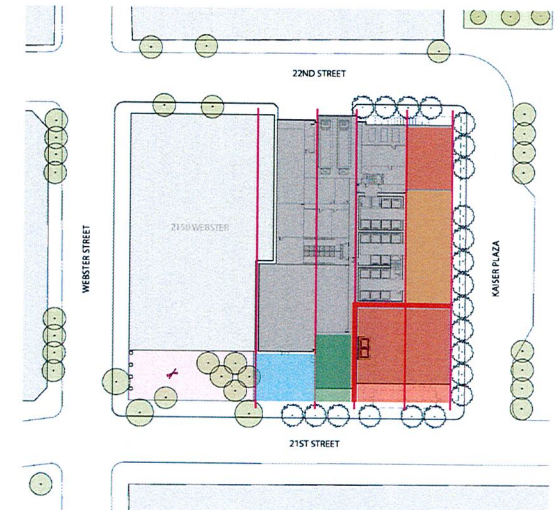 22ND STREET
2150 WEBSTER
WEBSTER STREET
KAISER PLAZA
21ST STREET